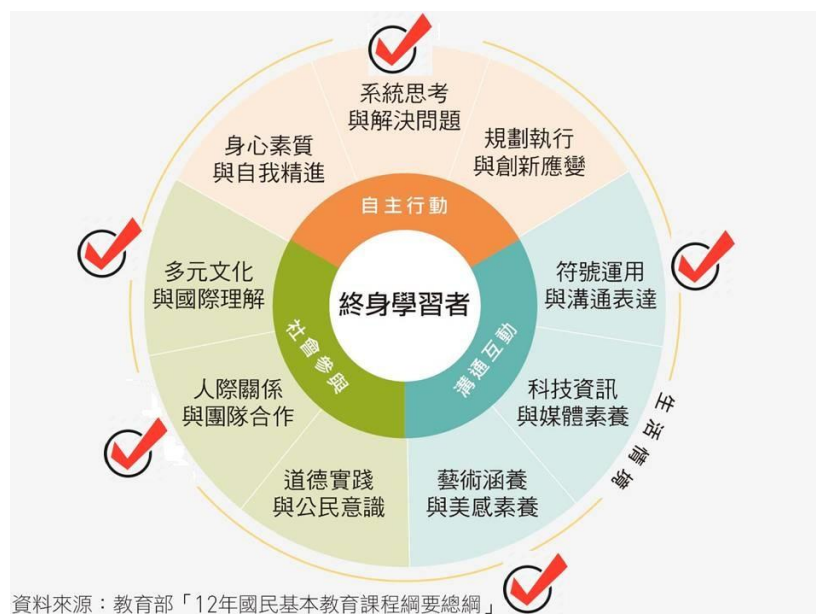 系統思考
與解決問題
規劃執行
與創新應變
身心素質
與自我精進
自主行動
多元文化
與國際理解
符號運用
與溝通表達
終身學習者
社會參與
溝通互動
人際關係
與團隊合作
科技資訊
與媒體素養
生活情境
道德實踐
與公民意識
藝術涵養
與美感素養
資料來源：教育部「12年國民基本教育課程綱要總綱」